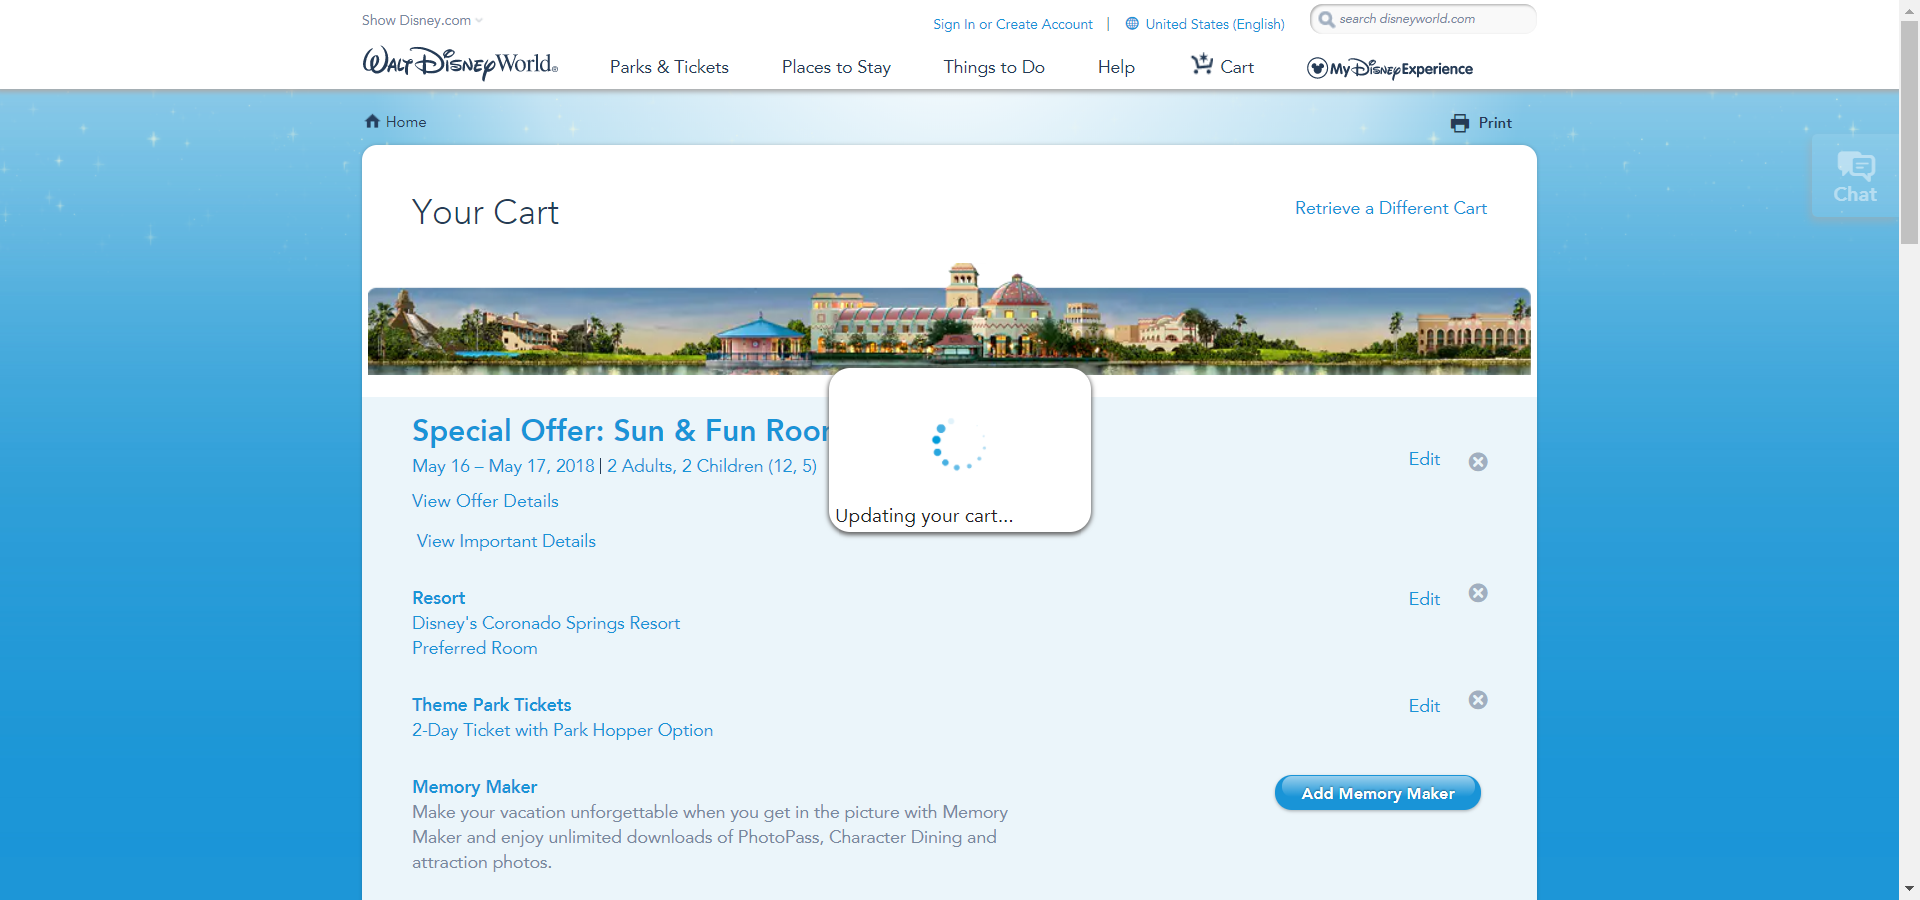 Show Disney.com
Sign In or Create Account | United States (English)
search disneyworld.com
Walt Disney World.
Parks & Tickets
Places to Stay
Things to Do
Help
Cart
My Disney Experience
Home
Print
Chat
Your Cart
Retrieve a Different Cart
Special Offer: Sun & Fun Roo
May 16 – May 17, 2018 | 2 Adults, 2 Children (12, 5)
Edit
View Offer Details
Updating your cart...
View Important Details
Resort
Edit
Disney's Coronado Springs Resort
Preferred Room
Theme Park Tickets
Edit
2-Day Ticket with Park Hopper Option
Memory Maker
Add Memory Maker
Make your vacation unforgettable when you get in the picture with Memory
Maker and enjoy unlimited downloads of PhotoPass, Character Dining and
attraction photos.